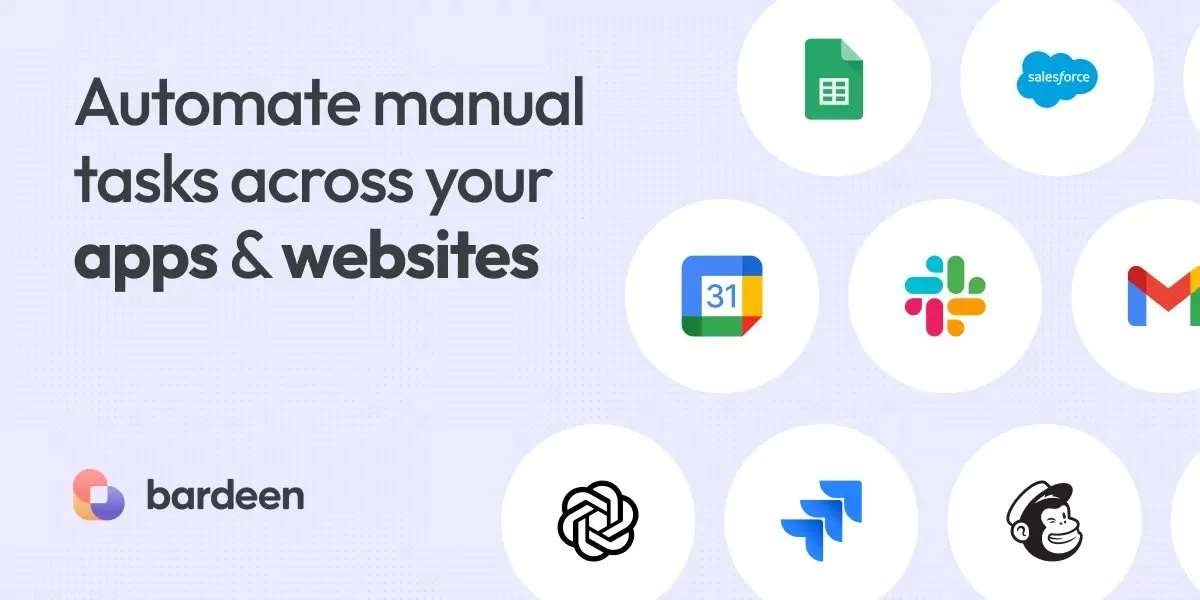 Automate manual
tasks across your
apps & websites
bardeen
salesforce
31